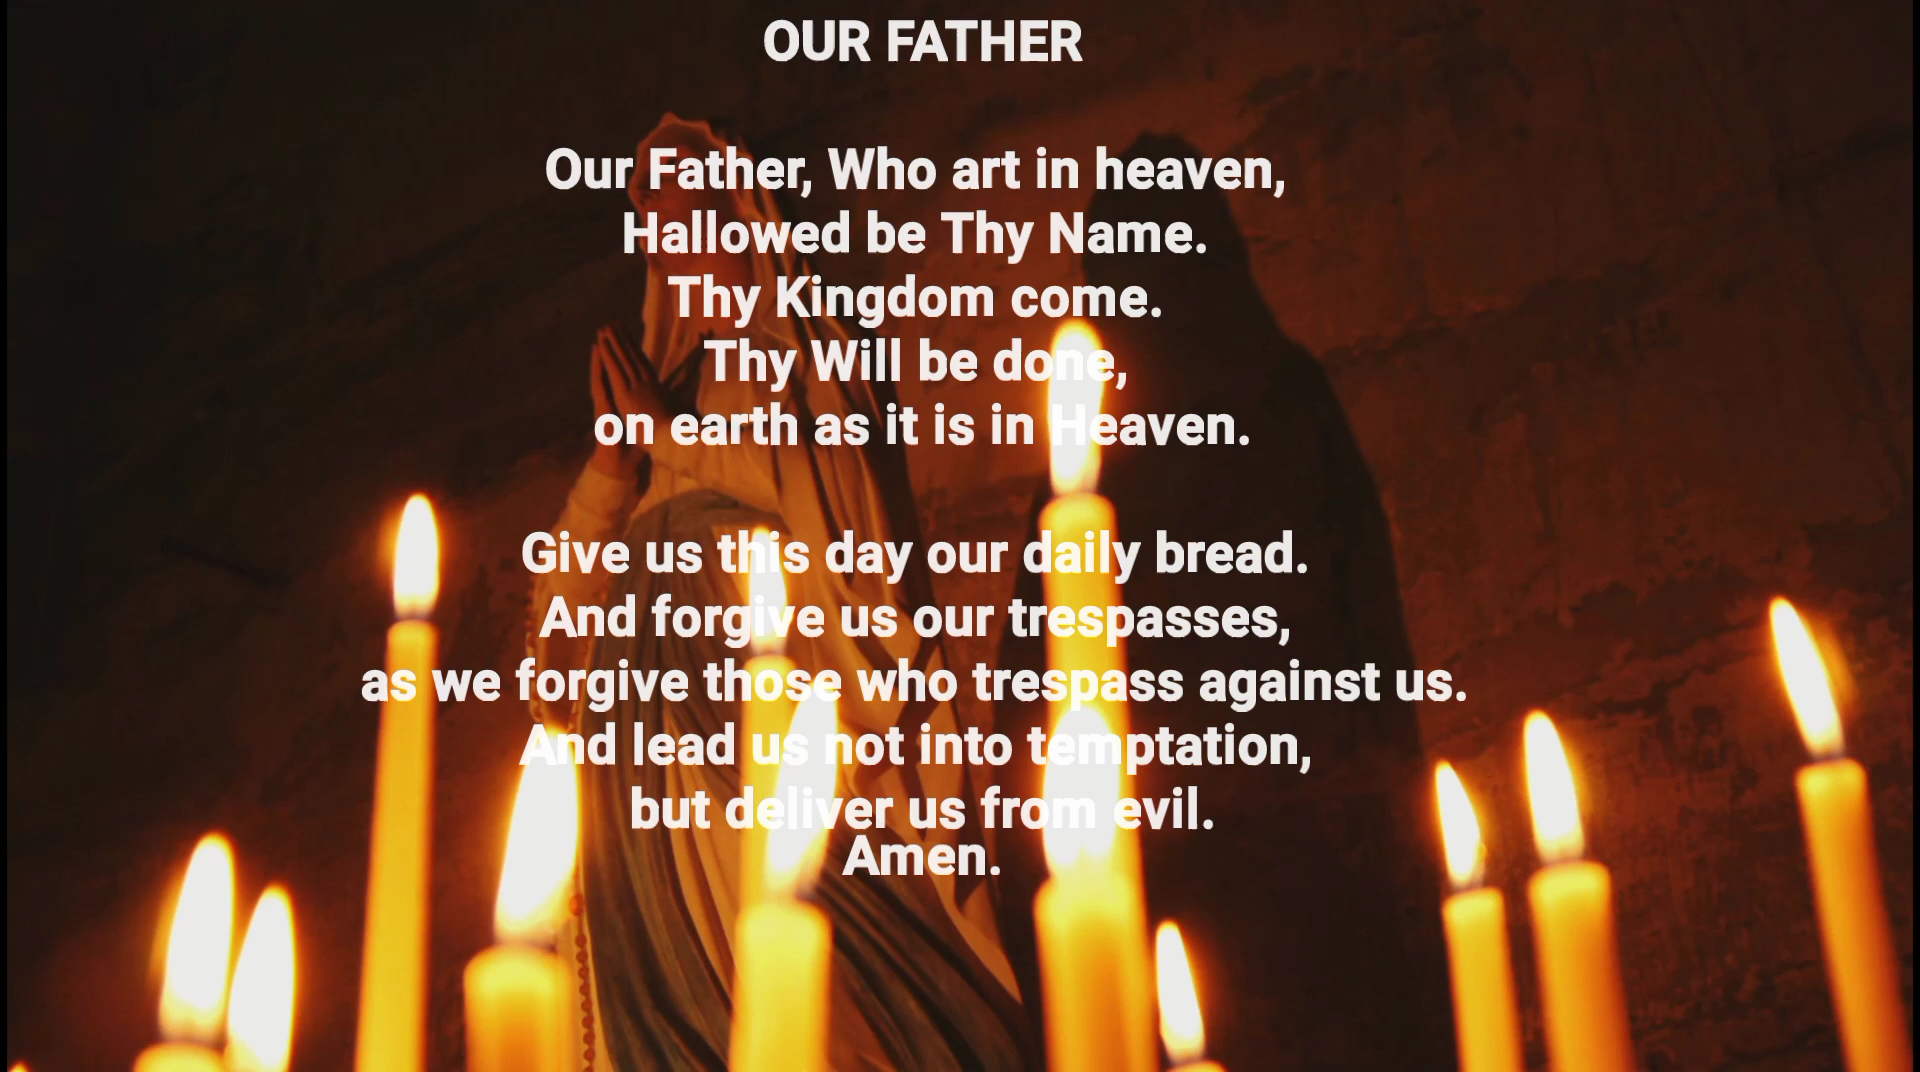 OUR FATHER
Our Father, Who art in heaven,
Hallowed be Thy Name.
Thy Kingdom come.
Thy Will be done,
on earth as it is in Heaven.
Give us this day our daily bread.
And forgive us our trespasses,
as we forgive those who trespass against us.
And lead us not into temptation,
but deliver us from evil.
Amen.